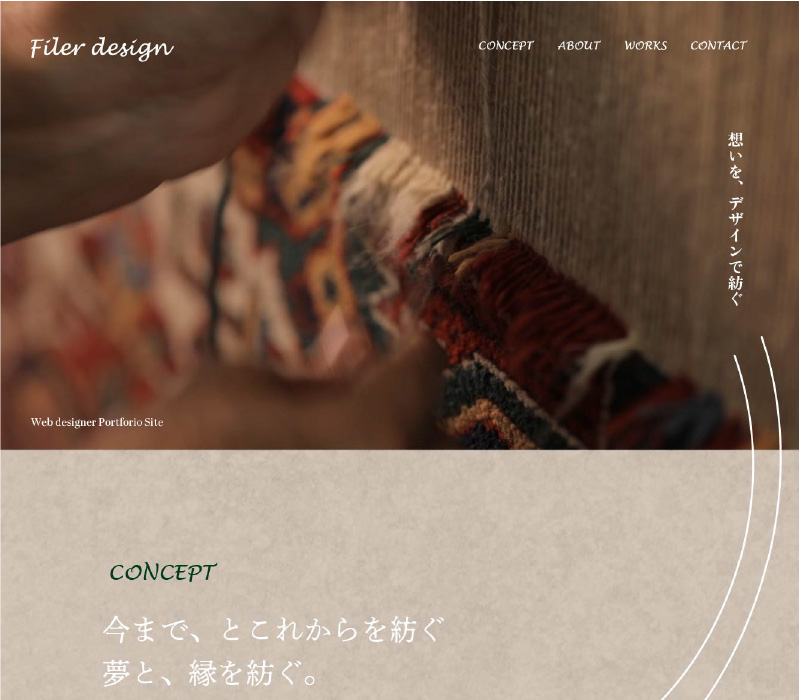 Filer design
CONCEPT ABOUT WORKS CONTACT
想いを、デザインで紡ぐ
Web designer Portforio Site
CONCEPT
今まで、とこれからを紡ぐ
夢と、縁を紡ぐ。